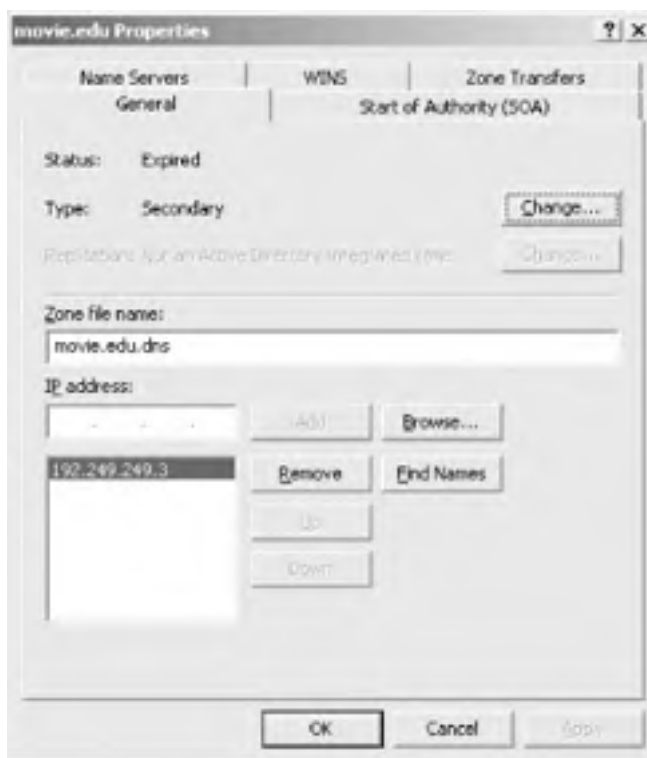 movie.edu Properties
Name Servers WINS Zone Transfers
General Start of Authority (SOA)
Status: Expired
Type: Secondary Change...
Not an Active Directory integrated zone. Change...
Zone file name:
movie.edu.dns
IP address:
. . . Add Browse...
192.249.249.3 Remove Find Names
Up
Down
OK Cancel Apply